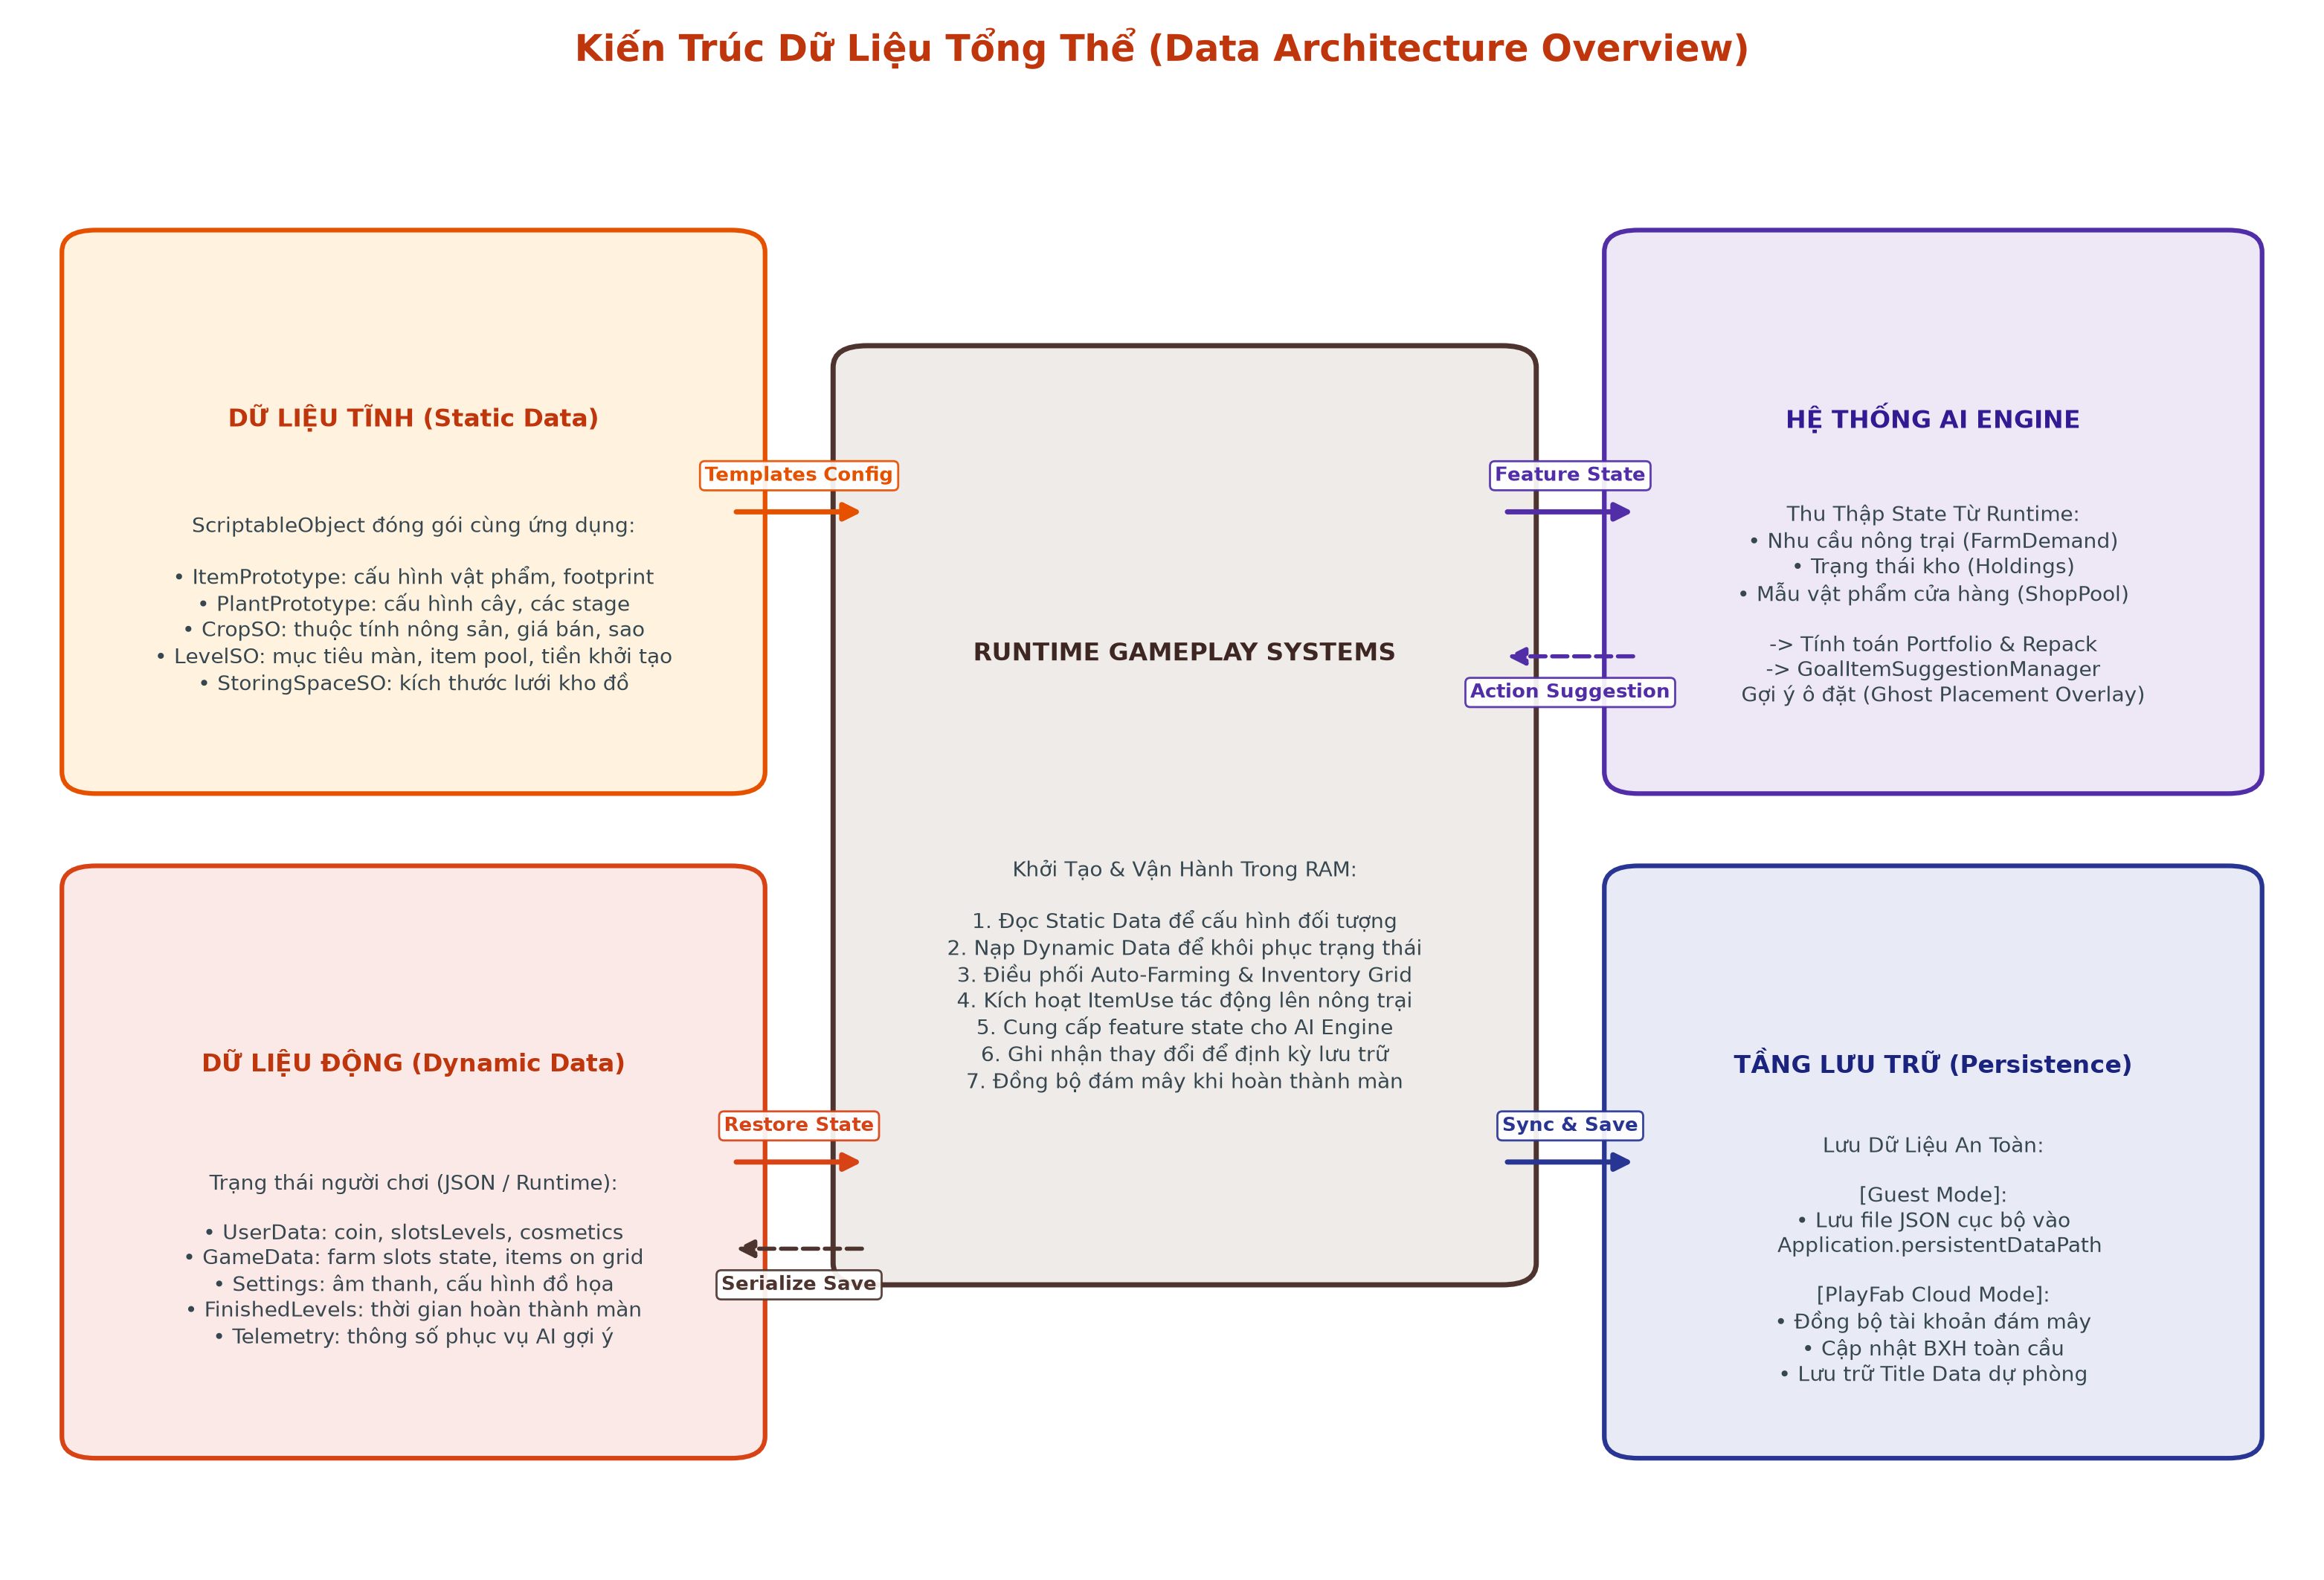 Kiến Trúc Dữ Liệu Tổng Thể (Data Architecture Overview)
DỮ LIỆU TĨNH (Static Data)
ScriptableObject đóng gói cùng ứng dụng:
• ItemPrototype: cấu hình vật phẩm, footprint
• PlantPrototype: cấu hình cây, các stage
• CropSO: thuộc tính nông sản, giá bán, sao
• LevelSO: mục tiêu màn, item pool, tiền khởi tạo
• StoringSpaceSO: kích thước lưới kho đồ
Templates Config
RUNTIME GAMEPLAY SYSTEMS
Khởi Tạo & Vận Hành Trong RAM:
1. Đọc Static Data để cấu hình đối tượng
2. Nạp Dynamic Data để khôi phục trạng thái
3. Điều phối Auto-Farming & Inventory Grid
4. Kích hoạt ItemUse tác động lên nông trại
5. Cung cấp feature state cho AI Engine
6. Ghi nhận thay đổi để định kỳ lưu trữ
7. Đồng bộ đám mây khi hoàn thành màn
Feature State
Action Suggestion
HỆ THỐNG AI ENGINE
Thu Thập State Từ Runtime:
• Nhu cầu nông trại (FarmDemand)
• Trạng thái kho (Holdings)
• Mẫu vật phẩm cửa hàng (ShopPool)
-> Tính toán Portfolio & Repack
-> GoalItemSuggestionManager
Gợi ý ô đặt (Ghost Placement Overlay)
DỮ LIỆU ĐỘNG (Dynamic Data)
Trạng thái người chơi (JSON / Runtime):
• UserData: coin, slotsLevels, cosmetics
• GameData: farm slots state, items on grid
• Settings: âm thanh, cấu hình đồ họa
• FinishedLevels: thời gian hoàn thành màn
• Telemetry: thông số phục vụ AI gợi ý
Restore State
Serialize Save
Sync & Save
TẦNG LƯU TRỮ (Persistence)
Lưu Dữ Liệu An Toàn:
[Guest Mode]:
• Lưu file JSON cục bộ vào
Application.persistentDataPath
[PlayFab Cloud Mode]:
• Đồng bộ tài khoản đám mây
• Cập nhật BXH toàn cầu
• Lưu trữ Title Data dự phòng